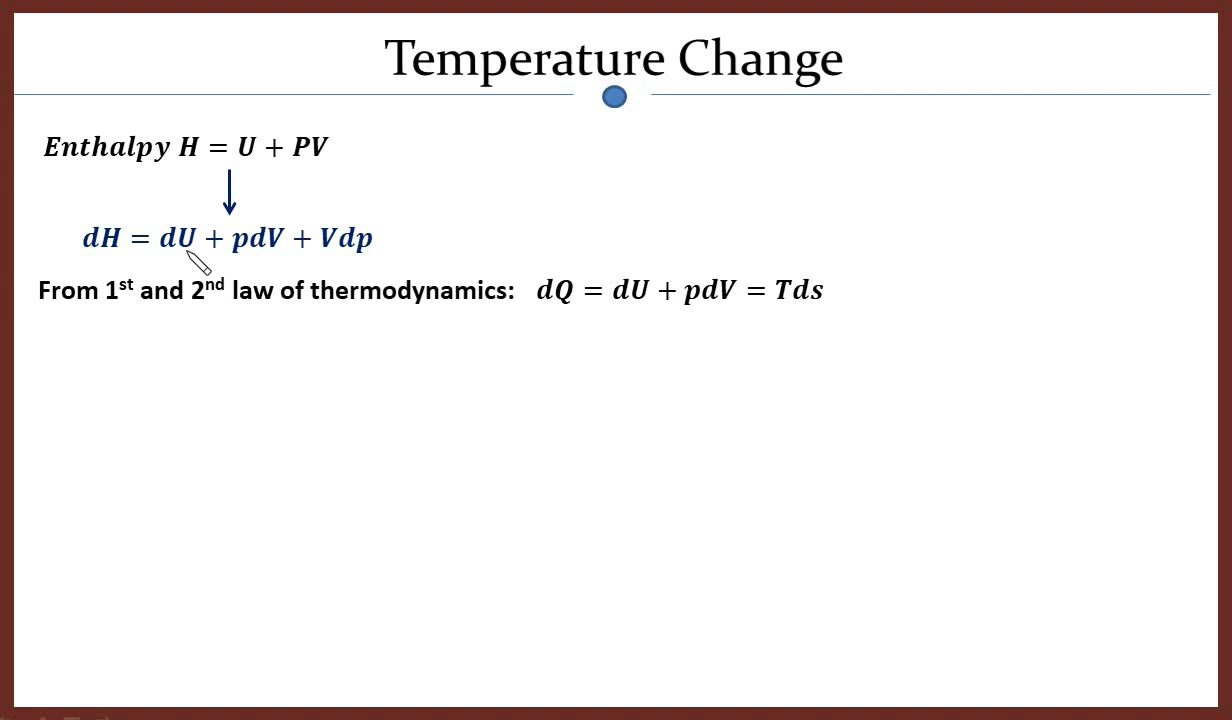 Temperature Change
Enthalpy H = U + PV
dH = dU + pdV + Vdp
From 1st and 2nd law of thermodynamics: dQ = dU + pdV = Tds